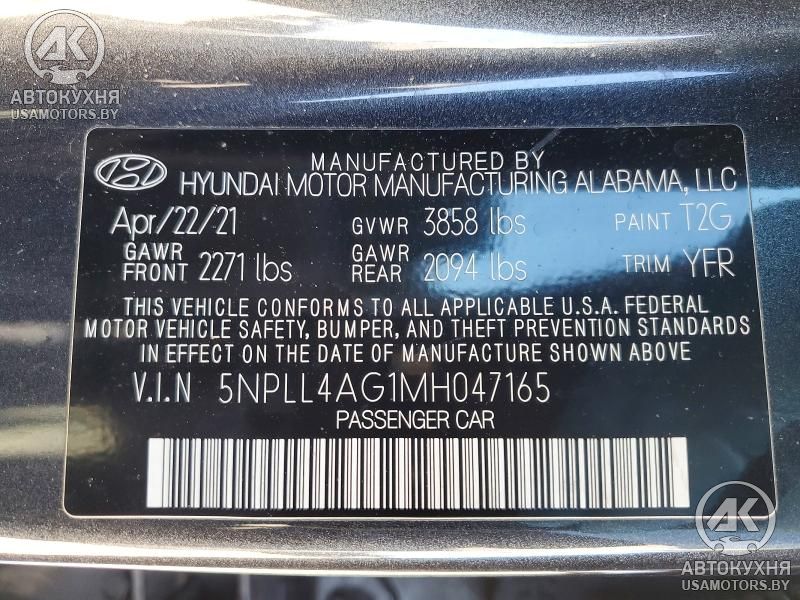 AK
АВТОКУХНЯ
USAMOTORS.BY
MANUFACTURED BY
HYUNDAI MOTOR MANUFACTURING ALABAMA, LLC
Apr/22/21 GVWR 3858 lbs PAINT T2G
GAWR FRONT 2271 lbs GAWR REAR 2094 lbs TRIM YFR
THIS VEHICLE CONFORMS TO ALL APPLICABLE U.S.A. FEDERAL
MOTOR VEHICLE SAFETY, BUMPER, AND THEFT PREVENTION STANDARDS
IN EFFECT ON THE DATE OF MANUFACTURE SHOWN ABOVE.
V.I.N 5NPLL4AG1MH047165
PASSENGER CAR
AK
АВТОКУХНЯ
USAMOTORS.BY